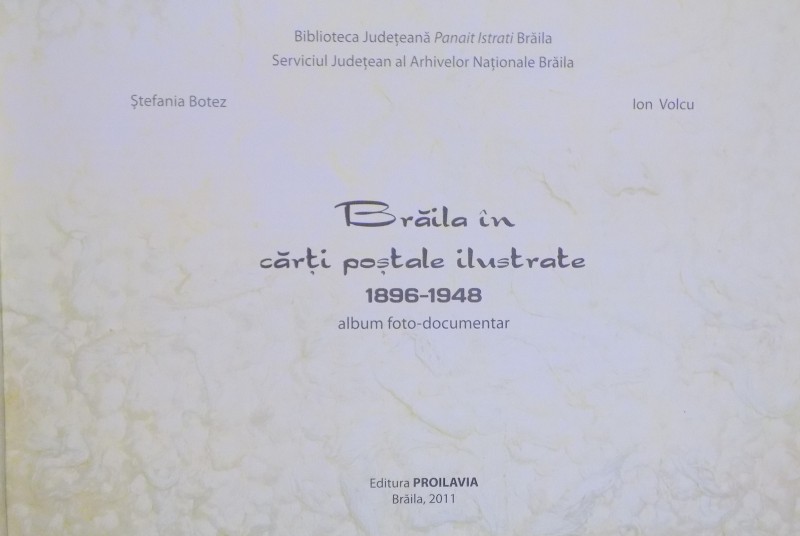 Biblioteca Județeană Panait Istrati Brăila
Serviciul Județean al Arhivelor Naționale Brăila
Ștefania Botez
Ion Volcu
Brăila în
cărți poștale ilustrate
1896-1948
album foto-documentar
Editura PROILAVIA
Brăila, 2011